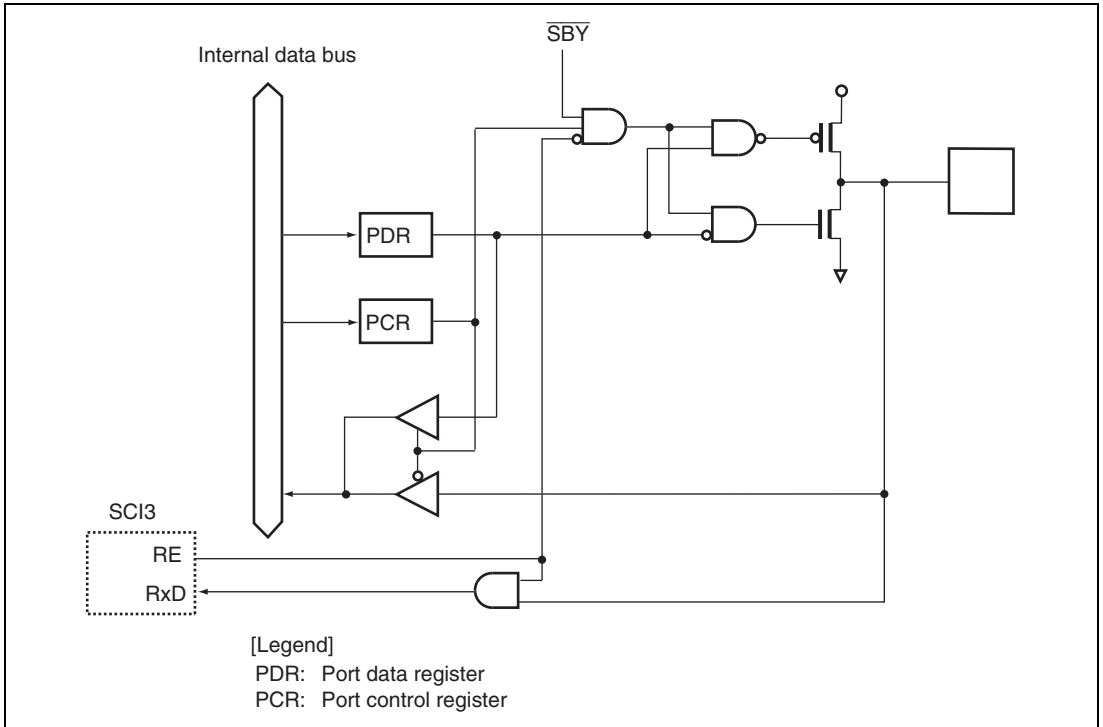 SBY
Internal data bus
PDR
PCR
SCI3
RE
RxD
[Legend]
PDR: Port data register
PCR: Port control register